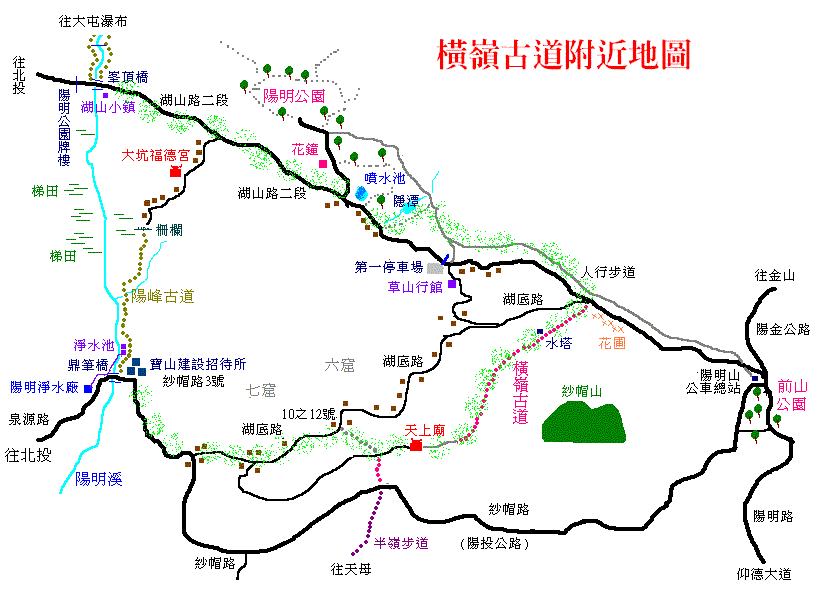 往大屯瀑布
橫嶺古道附近地圖
往北投
峯頂橋
湖山小鎮
湖山路二段
陽明公園
陽明公園牌樓
大坑福德宮
花鐘
湖山路二段
噴水池
隱潭
梯田
柵欄
梯田
第一停車場
草山行館
人行步道
往金山
陽峰古道
湖底路
陽金公路
花圃
水塔
淨水池
鼎筆橋
寶山建設招待所
紗帽路3號
六窟
湖底路
橫嶺古道
陽明山
公車總站
前山
公園
陽明淨水廠
七窟
紗帽山
泉源路
10之12號
湖底路
天上廟
往北投
陽明溪
紗帽路
陽明路
半嶺步道
(陽投公路)
紗帽路
往天母
仰德大道